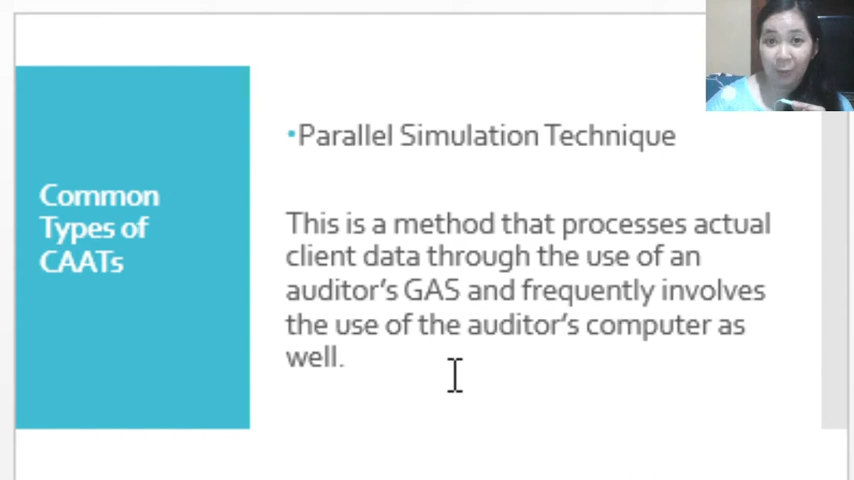 Common
Types of
CAATs
•Parallel Simulation Technique
This is a method that processes actual
client data through the use of an
auditor's GAS and frequently involves
the use of the auditor's computer as
well.